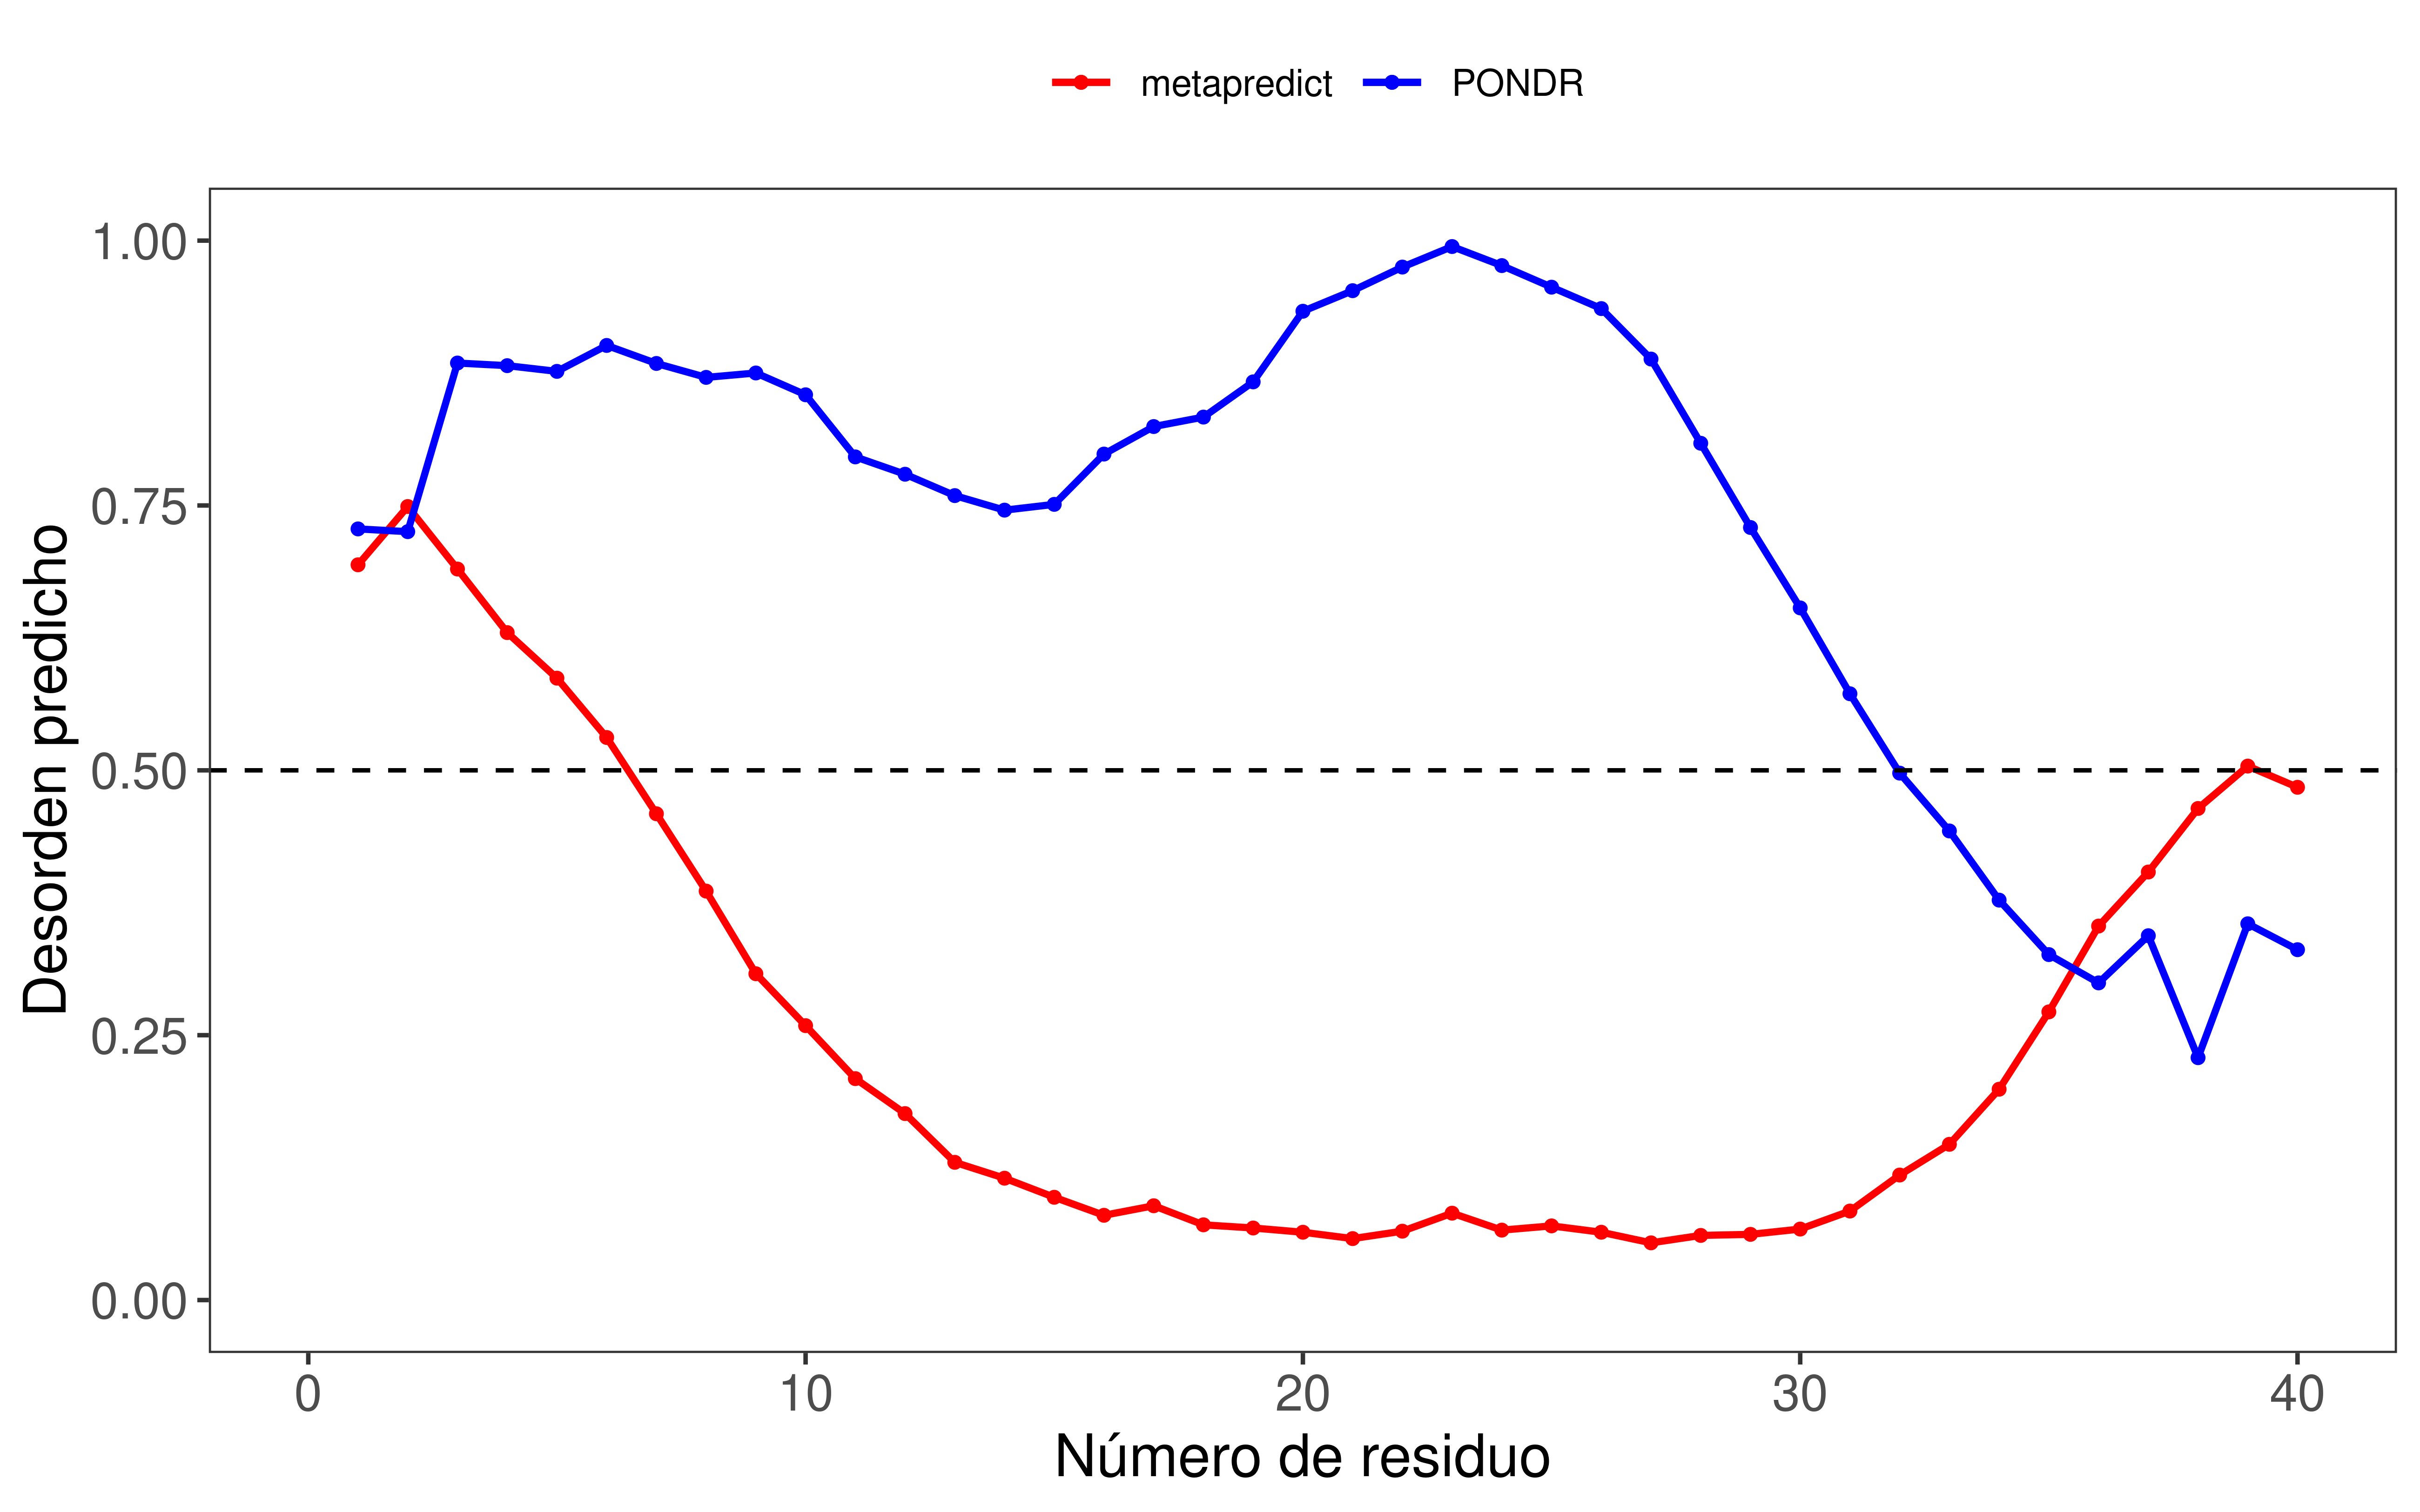 metapredict PONDR
Desorden predicho
1.00
0.75
0.50
0.25
0.00
0 10 20 30 40
Número de residuo